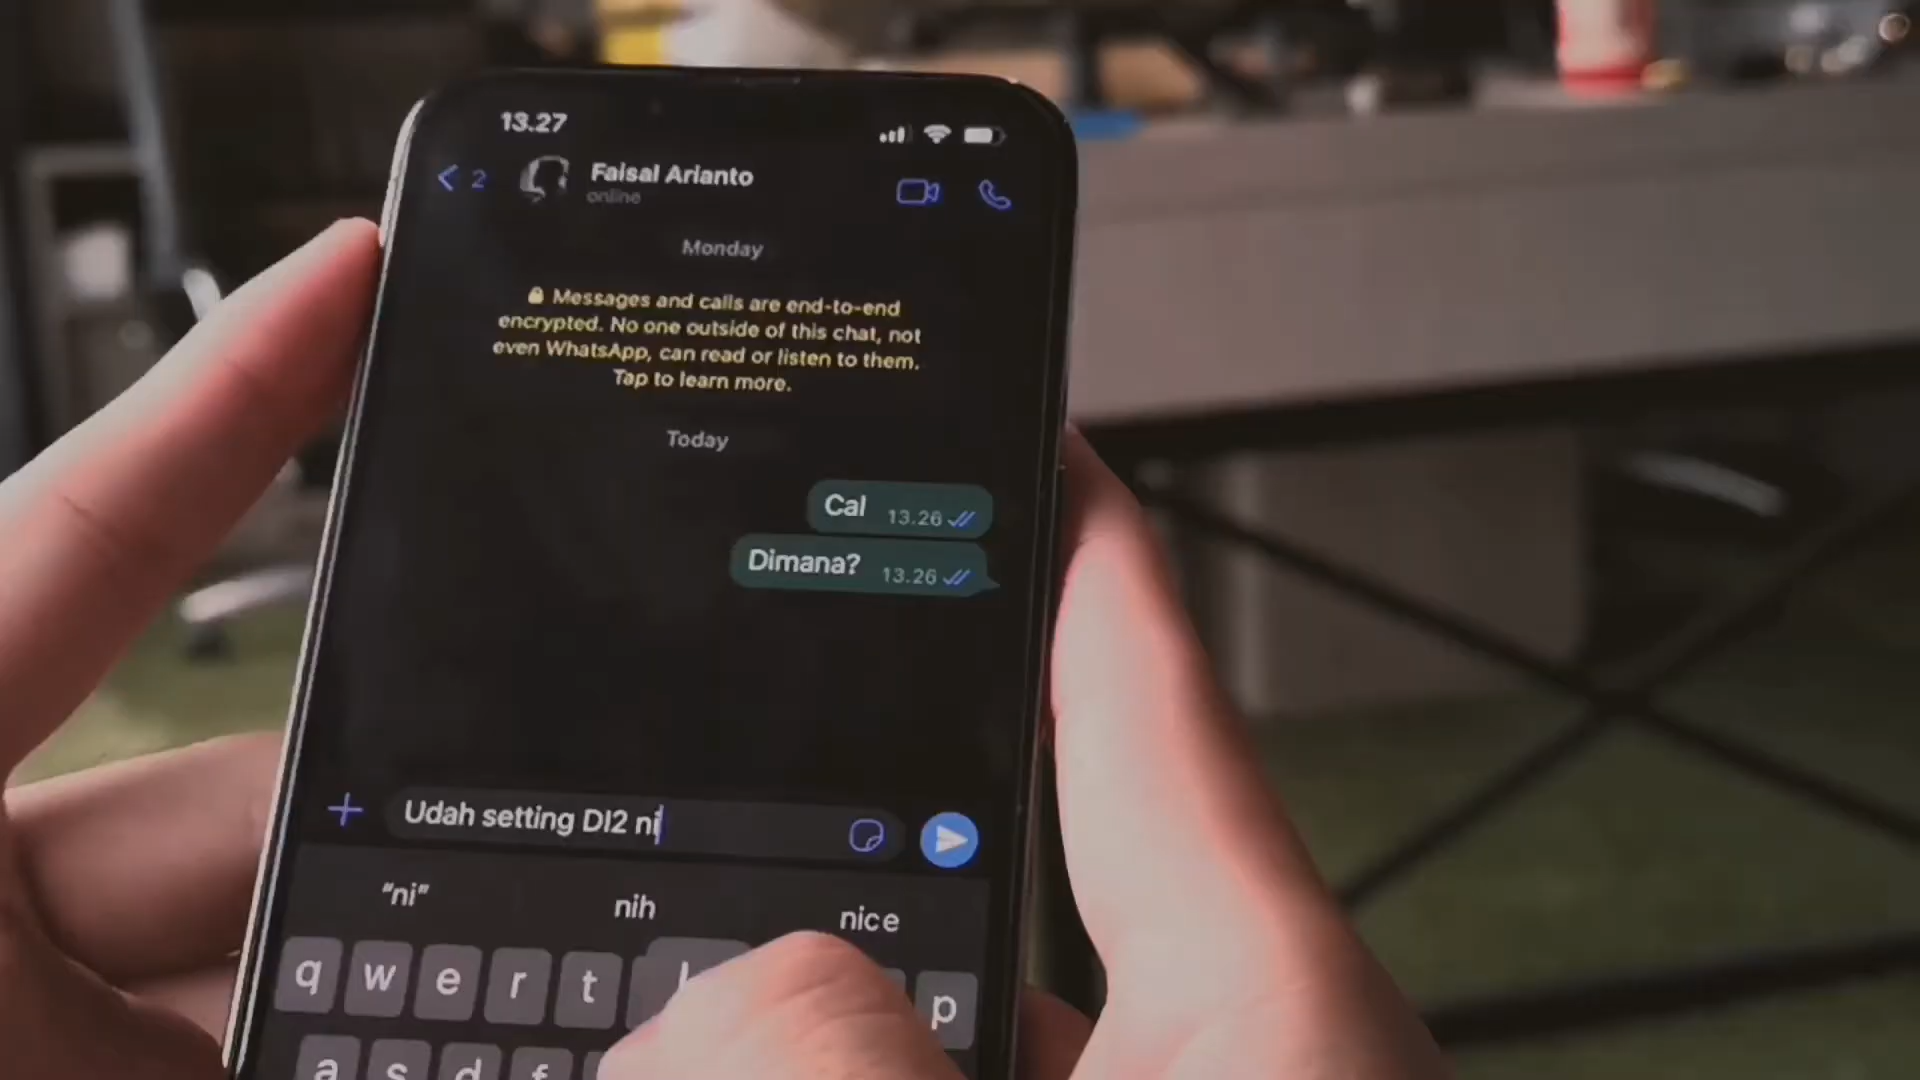 13.27
2
Faisal Arianto
online
Monday
Messages and calls are end-to-end
encrypted. No one outside of this chat, not
even WhatsApp, can read or listen to them.
Tap to learn more.
Today
Cal 13.26
Dimana? 13.26
Udah setting DI2 ni
"ni" nih nice
q w e r t p
a s d f